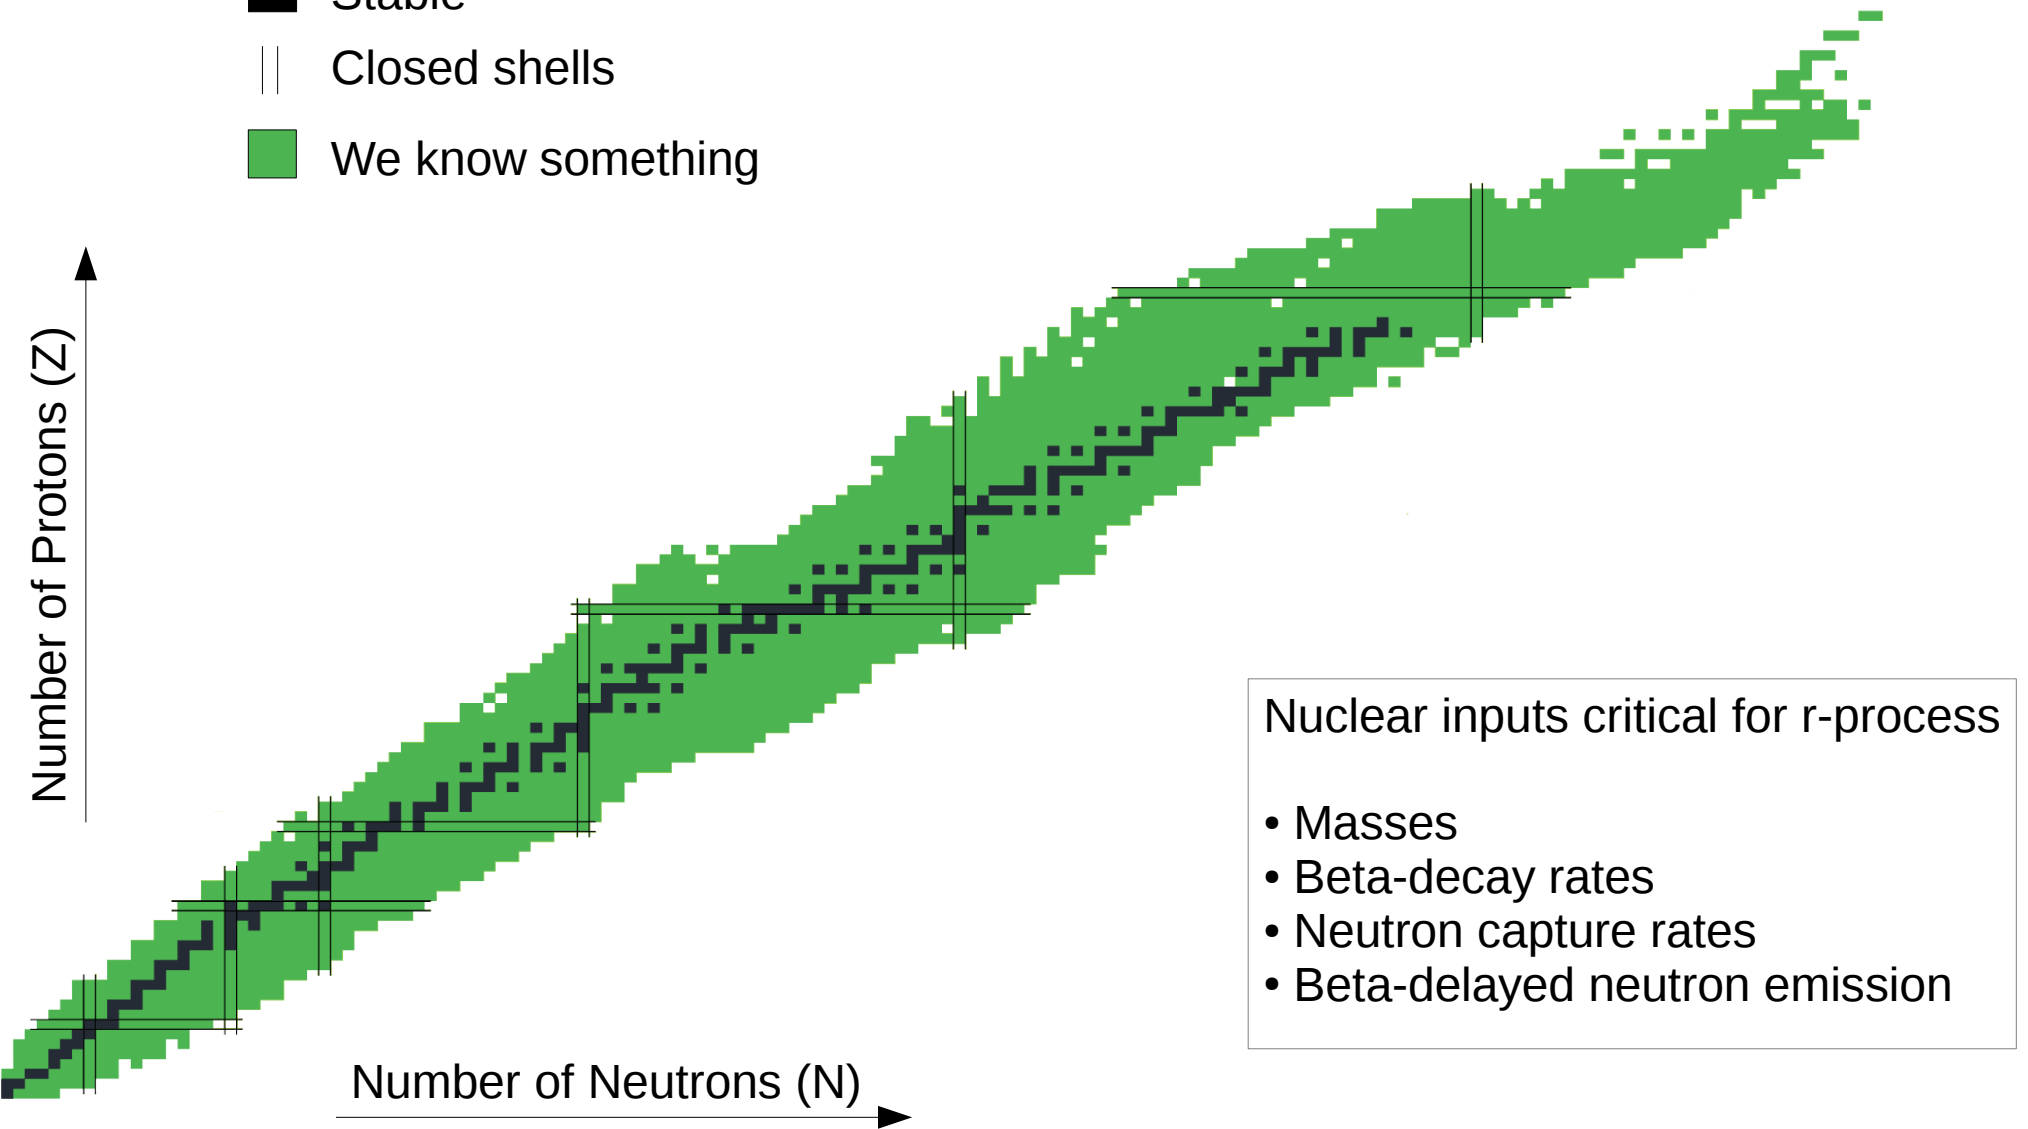 Stable
Closed shells
We know something
Number of Protons (Z)
Nuclear inputs critical for r-process
• Masses
• Beta-decay rates
• Neutron capture rates
• Beta-delayed neutron emission
Number of Neutrons (N)